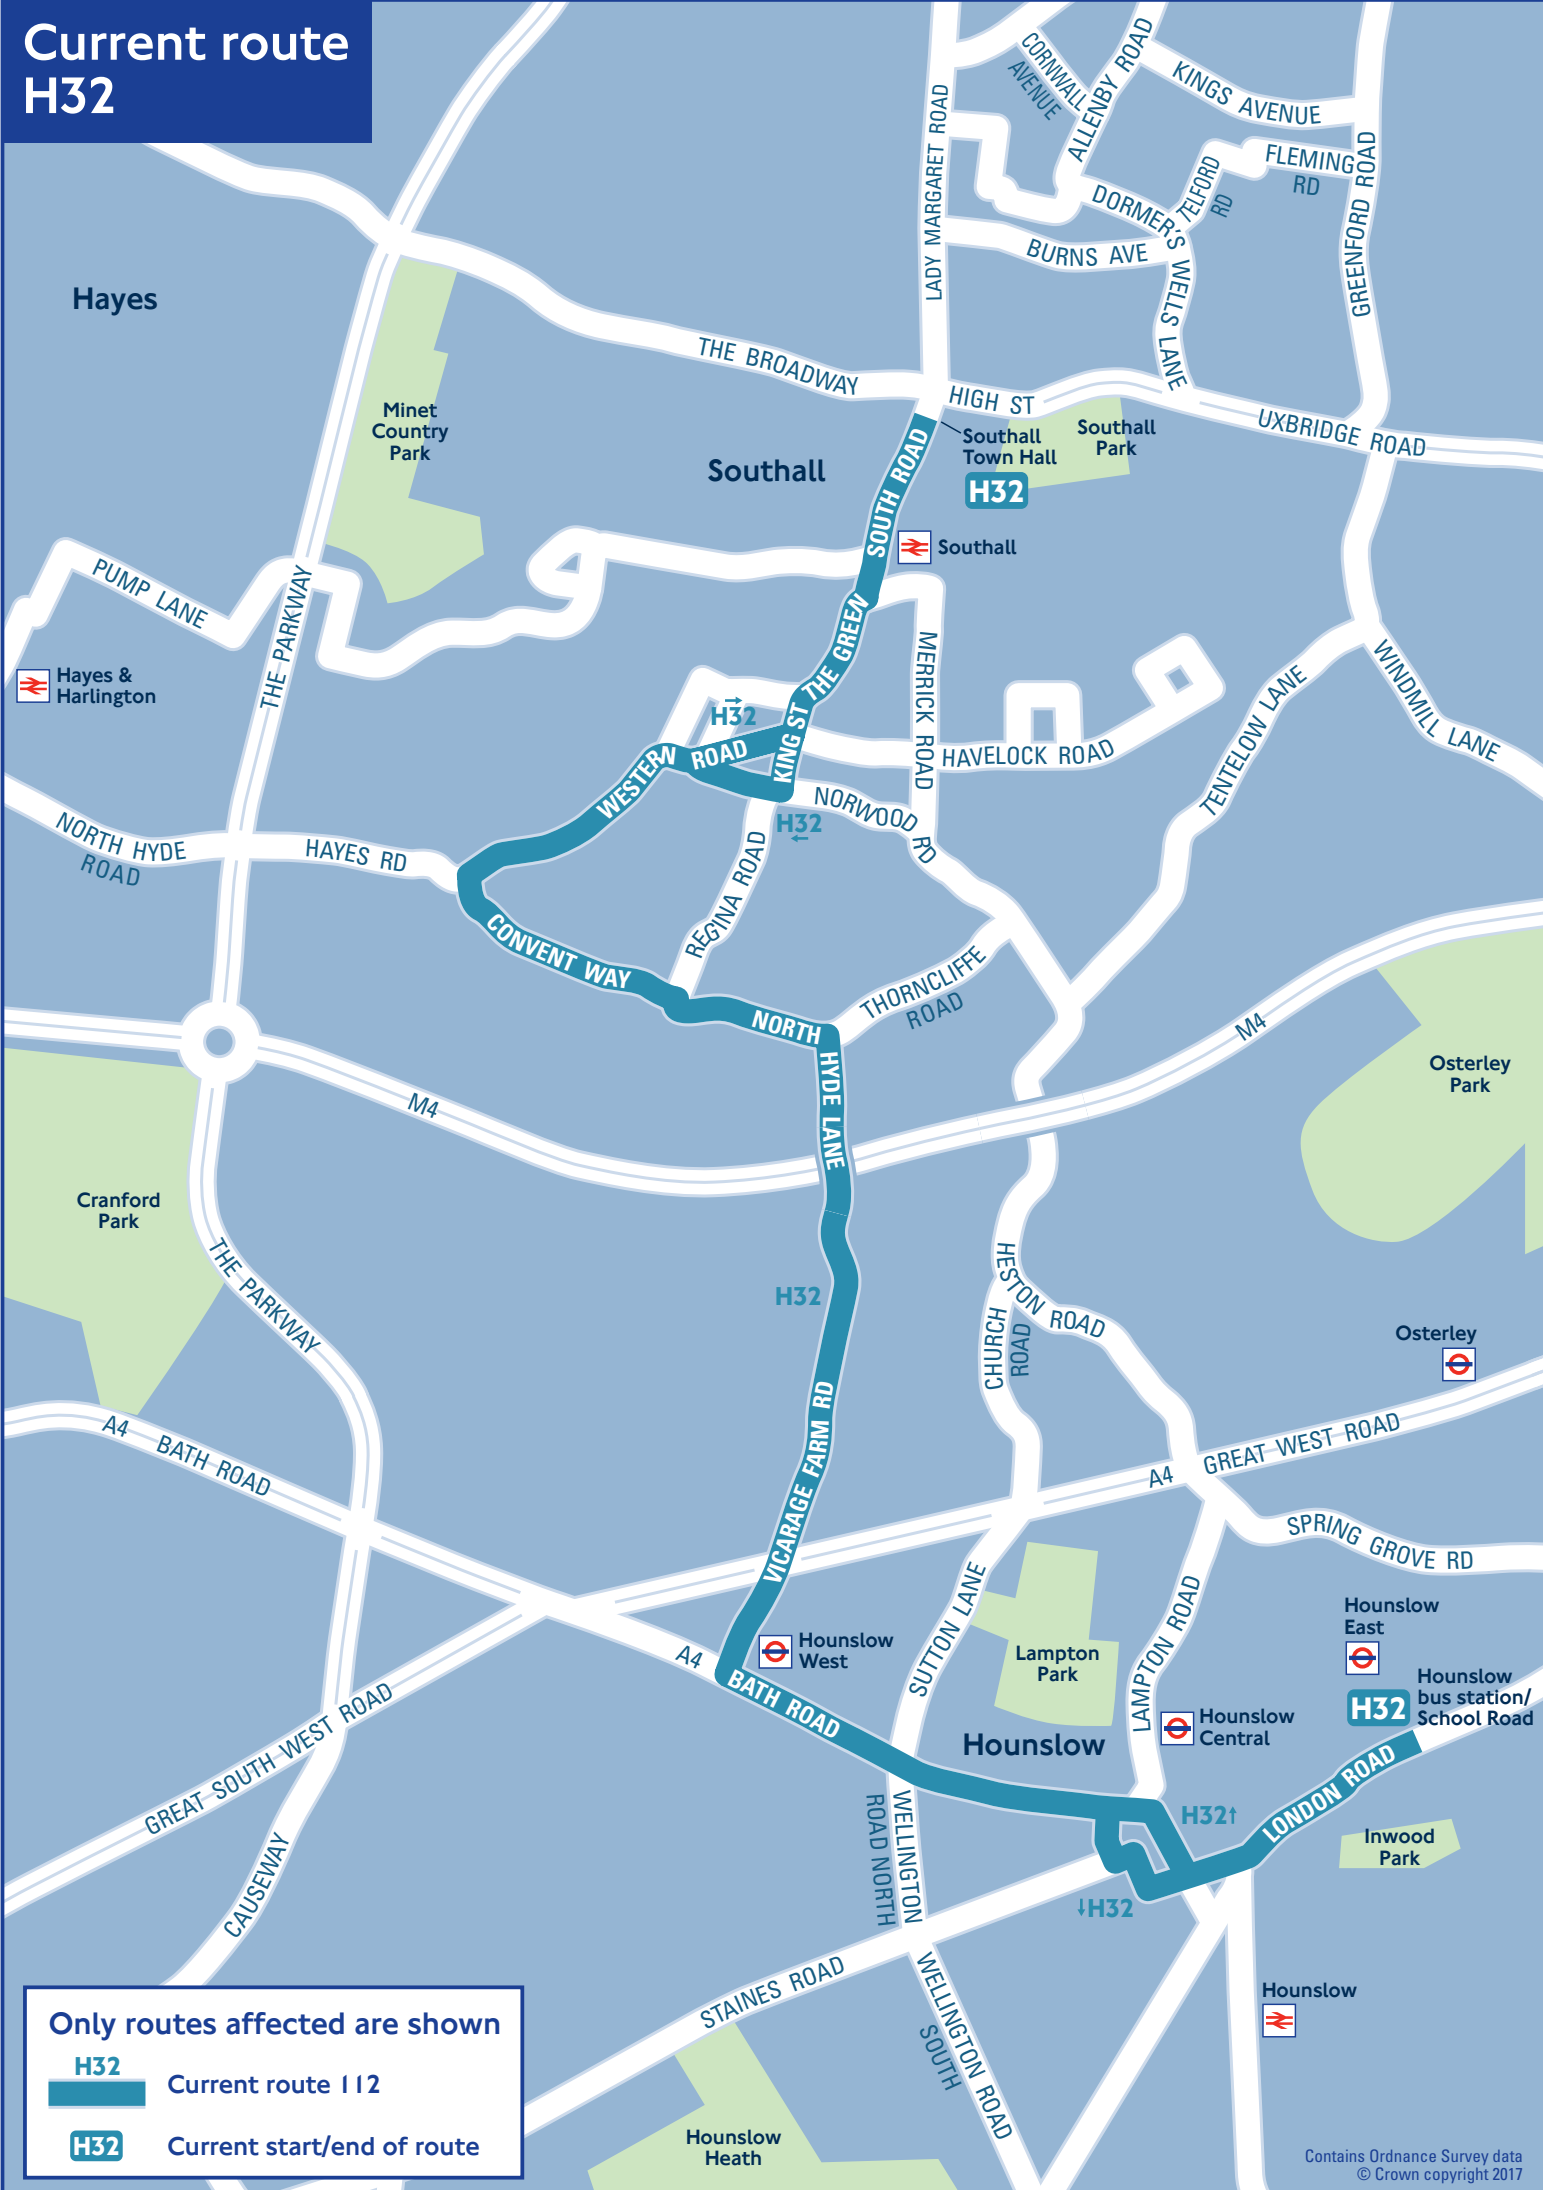 Current route
H32
CORNWALL
AVENUE
ALLENBY ROAD
KINGS AVENUE
LADY MARGARET ROAD
FLEMING
RD
TELFORD
RD
GREENFORD ROAD
DORMER'S WELLS LANE
BURNS AVE
Hayes
THE BROADWAY
HIGH ST
UXBRIDGE ROAD
Minet
Country
Park
Southall
Southall
Town Hall
H32
Southall
Park
SOUTH ROAD
Southall
PUMP LANE
THE PARKWAY
THE GREEN
Hayes &
Harlington
MERRICK ROAD
H32
KING ST
WESTERN ROAD
HAVELOCK ROAD
TENTELOW LANE
WINDMILL LANE
NORTH HYDE
ROAD
HAYES RD
NORWOOD RD
H32
REGINA ROAD
CONVENT WAY
THORNCLIFFE
ROAD
NORTH HYDE LANE
M4
M4
Osterley
Park
Cranford
Park
THE PARKWAY
H32
HESTON ROAD
CHURCH
ROAD
Osterley
A4 BATH ROAD
VICARAGE FARM RD
A4 GREAT WEST ROAD
SPRING GROVE RD
SUTTON LANE
LAMPTON ROAD
Hounslow
East
Hounslow
West
A4
BATH ROAD
Lampton
Park
H32
Hounslow
bus station/
School Road
Hounslow
Central
Hounslow
GREAT SOUTH WEST ROAD
LONDON ROAD
H32
WELLINGTON
ROAD NORTH
Inwood
Park
CAUSEWAY
H32
STAINES ROAD
WELLINGTON ROAD
SOUTH
Hounslow
Hounslow
Heath
Only routes affected are shown
H32
Current route 112
H32
Current start/end of route
Contains Ordnance Survey data
© Crown copyright 2017